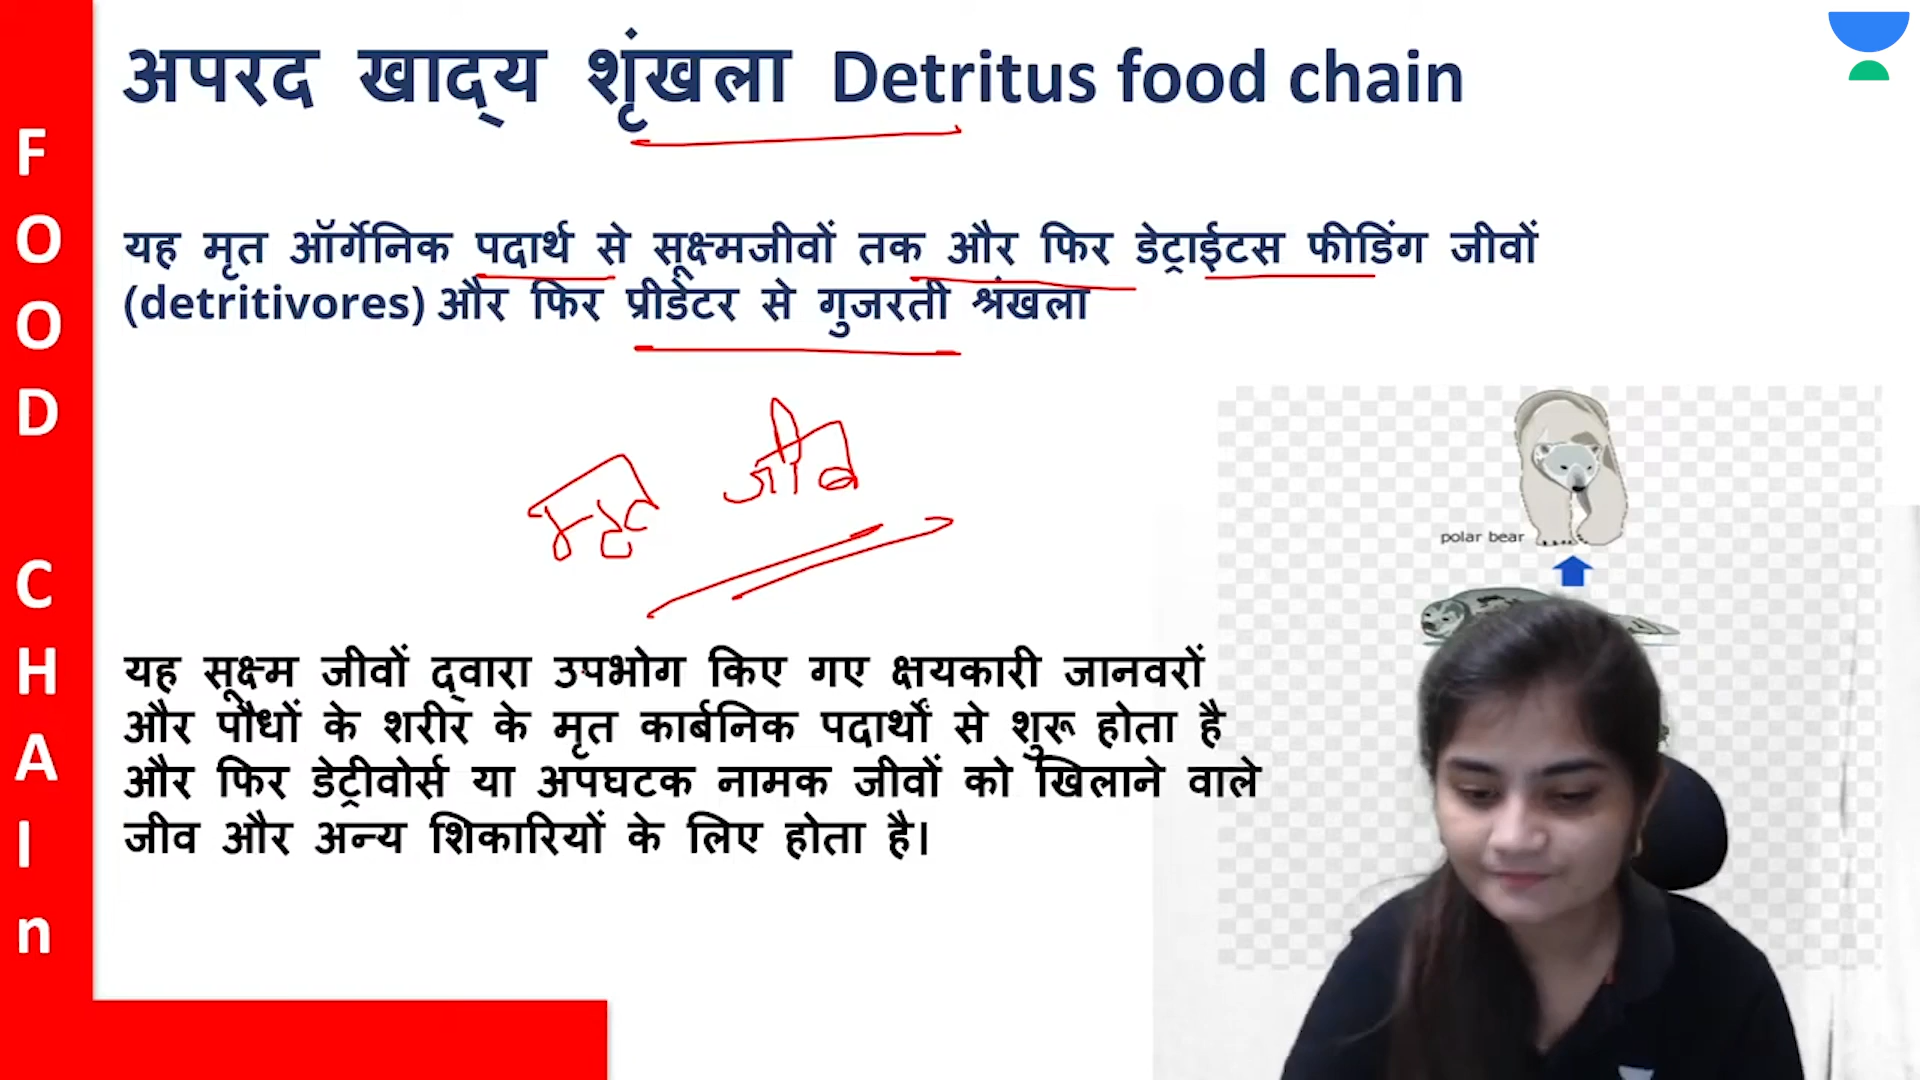 अपरद खाद्य शृंखला Detritus food chain
यह मृत ऑर्गेनिक पदार्थ से सूक्ष्मजीवों तक और फिर डेट्राईटस फीडिंग जीवों
(detritivores) और फिर प्रीडेटर से गुजरती श्रंखला
जीव
polar bear
यह सूक्ष्म जीवों द्वारा उपभोग किए गए क्षयकारी जानवरों
और पौधों के शरीर के मृत कार्बनिक पदार्थों से शुरू होता है
और फिर डेट्रीवोर्स या अपघटक नामक जीवों को खिलाने वाले
जीव और अन्य शिकारियों के लिए होता है।
F
O
O
D
C
H
A
I
n